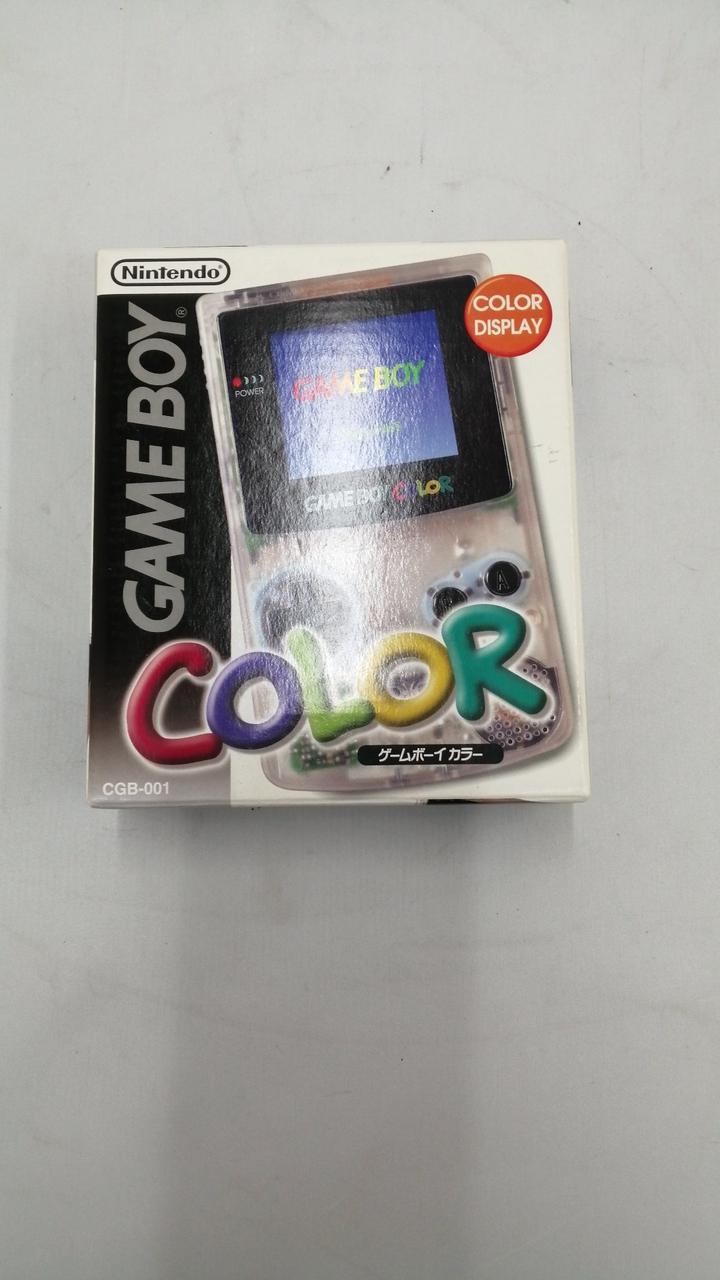 Nintendo®
GAME BOY®
COLOR
DISPLAY
POWER
GAME BOY
GAME BOY COLOR
A
COLOR
ゲームボーイカラー
CGB-001